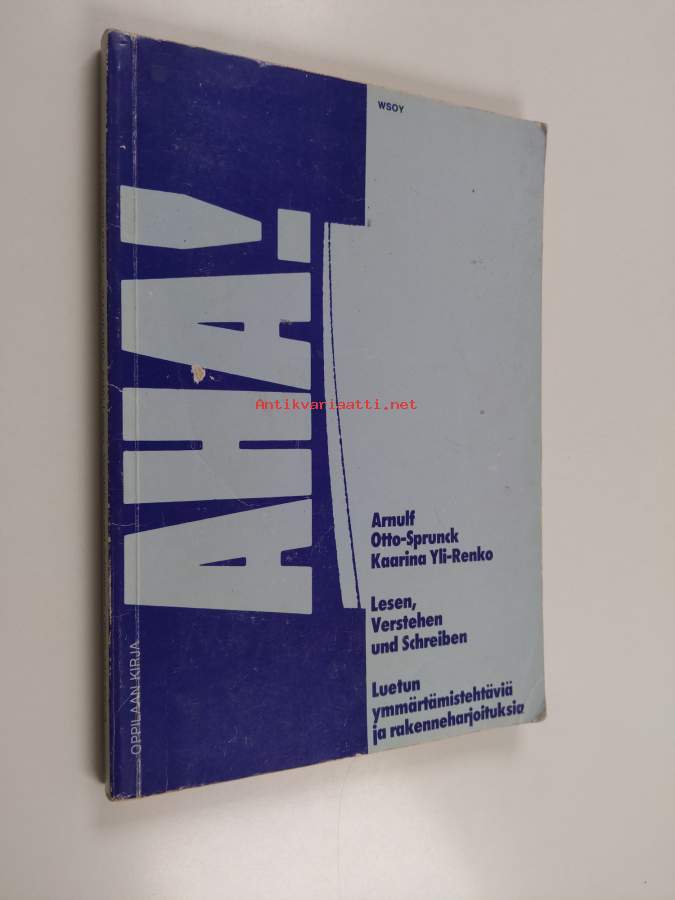 WSOY
AHA!
Antikvariaatti.net
Arnulf
Otto-Sprunck
Kaarina Yli-Renko
Lesen,
Verstehen
und Schreiben
Luetun
ymmärtämistehtäviä
ja rakenneharjoituksia
OPPILAAN KIRJA